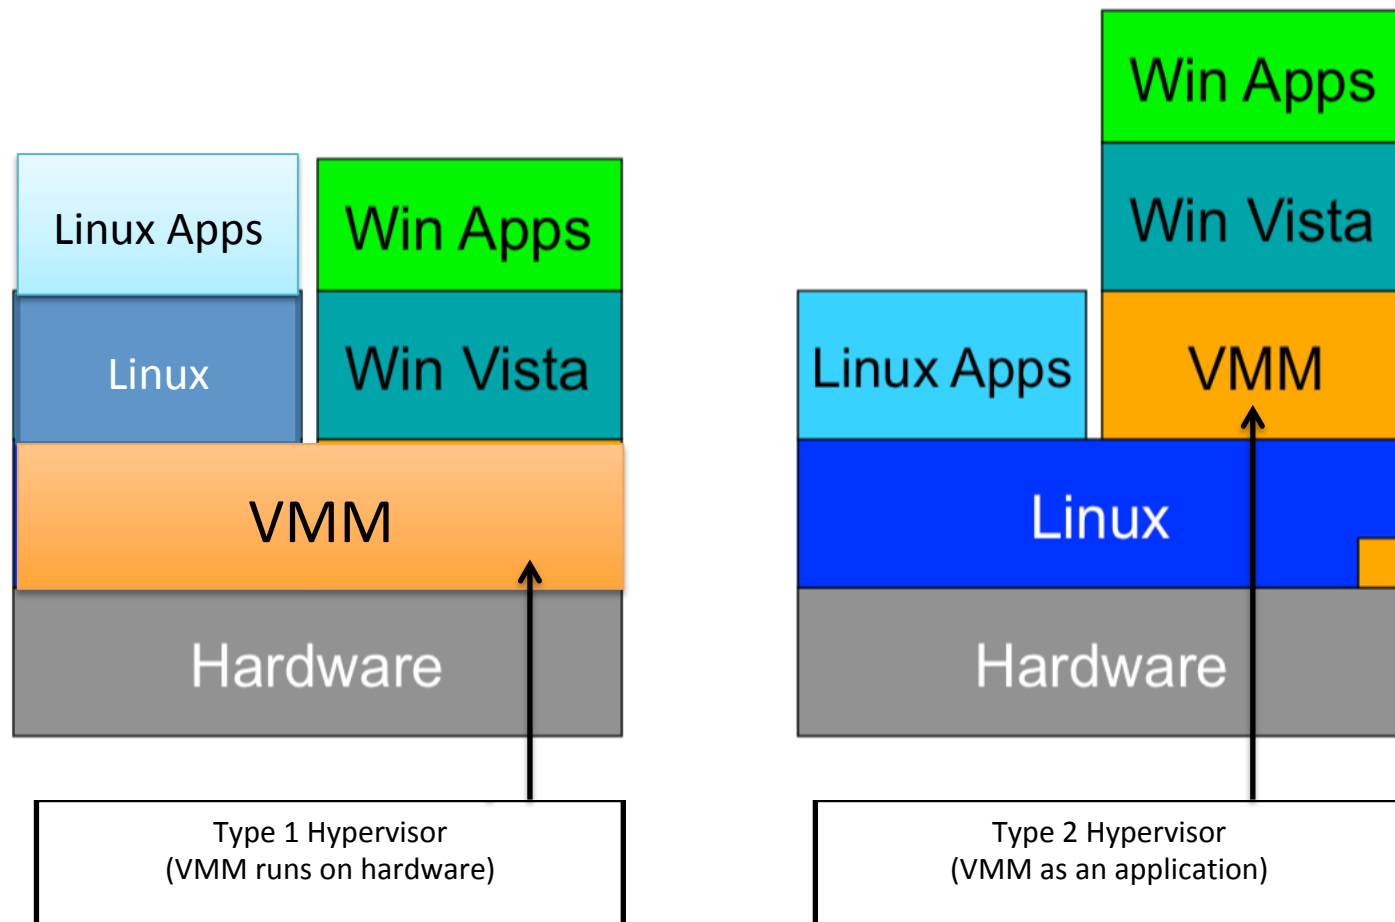 Linux Apps
Win Apps
Linux
Win Vista
VMM
Hardware
Type 1 Hypervisor
(VMM runs on hardware)
Win Apps
Win Vista
Linux Apps
VMM
Linux
Hardware
Type 2 Hypervisor
(VMM as an application)